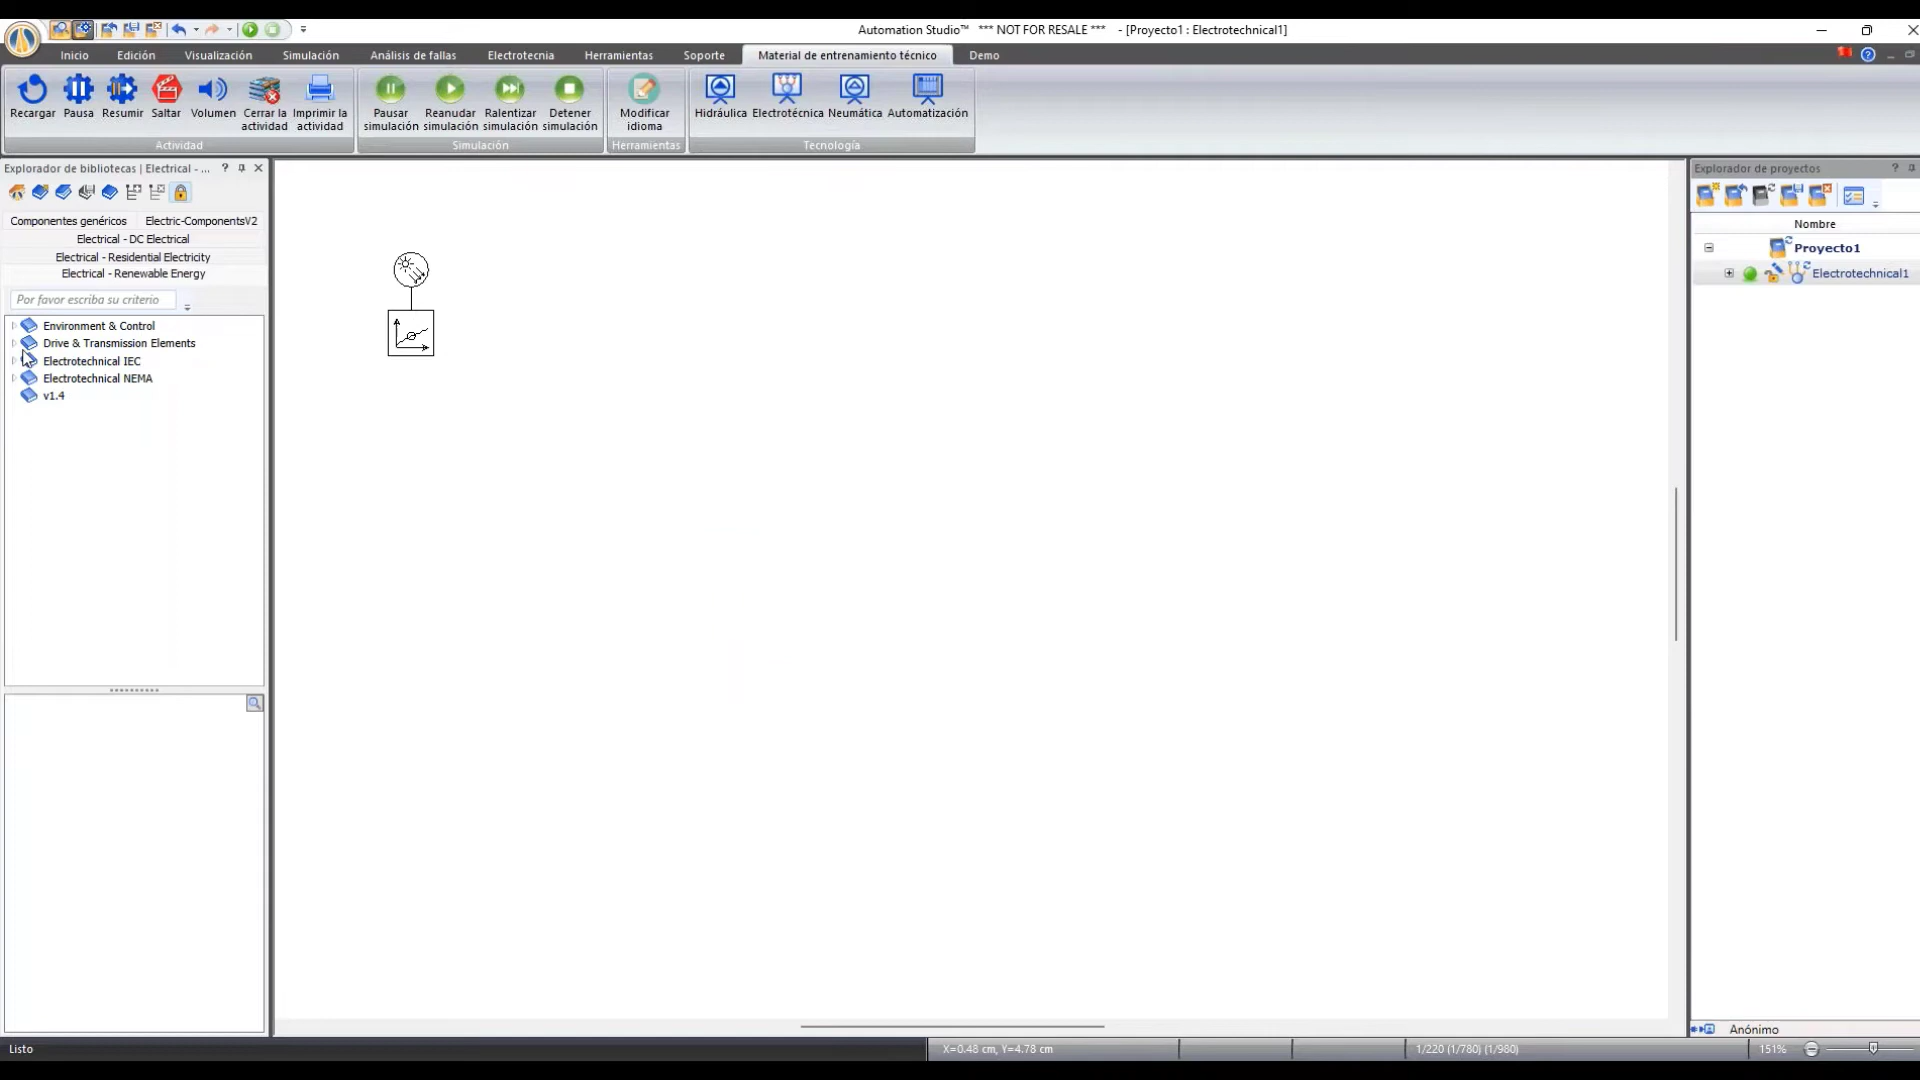 Automation Studio™ *** NOT FOR RESALE *** - [Proyecto1 : Electrotechnical1]
Inicio Edición Visualización Simulación Análisis de fallas Electrotecnia Herramientas Soporte Material de entrenamiento técnico Demo
Recargar Pausa Resumir Saltar Volumen Cerrar la actividad Imprimir la actividad
Pausar simulación Reanudar simulación Ralentizar simulación Detener simulación
Modificar idioma
Hidráulica Electrotécnica Neumática Automatización
Actividad Simulación Herramientas Tecnología
Explorador de bibliotecas | Electrical - ... ?
Componentes genéricos Electric-ComponentsV2
Electrical - DC Electrical
Electrical - Residential Electricity
Electrical - Renewable Energy
Por favor escriba su criterio
Environment & Control
Drive & Transmission Elements
Electrotechnical IEC
Electrotechnical NEMA
v1.4
Explorador de proyectos ?
Nombre
Proyecto1
Electrotechnical1
Anónimo
Listo X=0.48 cm, Y=4.78 cm 1/220 (1/780) (1/980) 151%